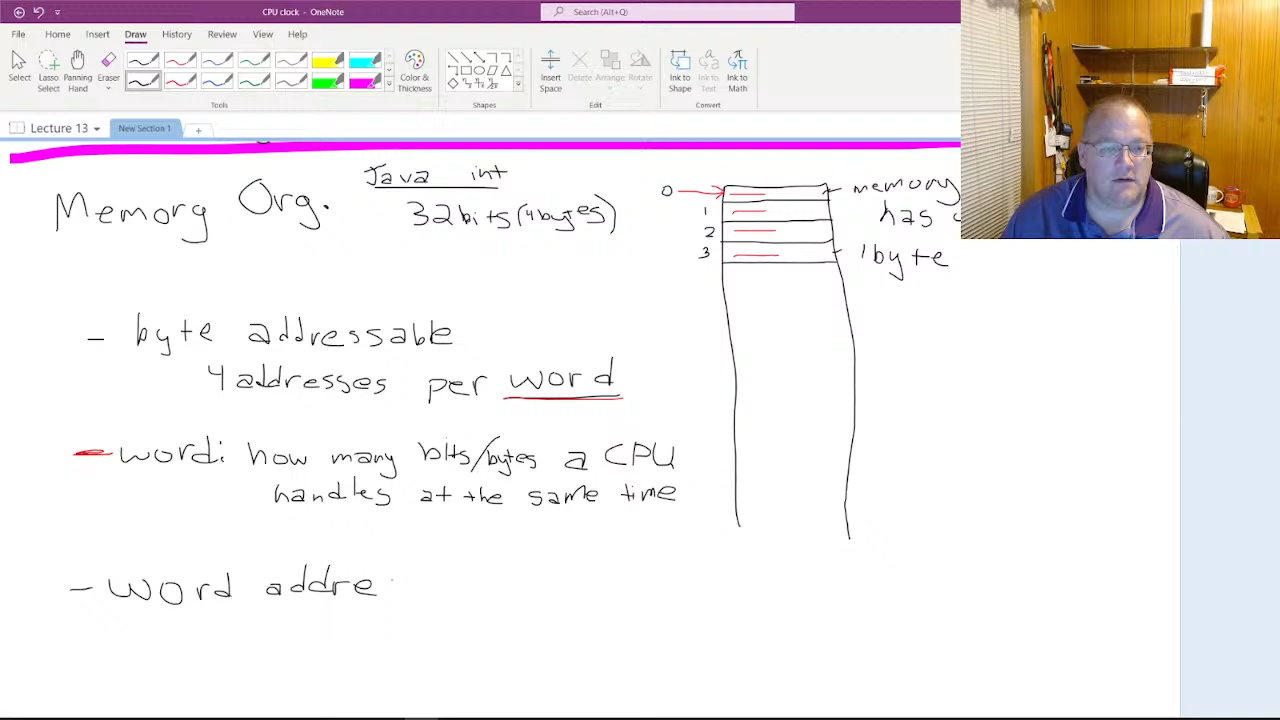 CPU clock - OneNote
Search (Alt+Q)
File Home Insert Draw History Review View Help
Select
Lasso Select
Panning Hand
Eraser
Tools
Color & Thickness
Shapes
Insert Space
Delete
Arrange
Rotate
Edit
Ink to Shape
Ink to Text
Ink to Math
Convert
Lecture 13
New Section 1
+
Memory Org.
Java int
32 bits (4 bytes)
0
1
2
3
memory
has
1 byte
- byte addressable
4 addresses per word
- word: how many bits/bytes a CPU
handles at the same time
- word addre